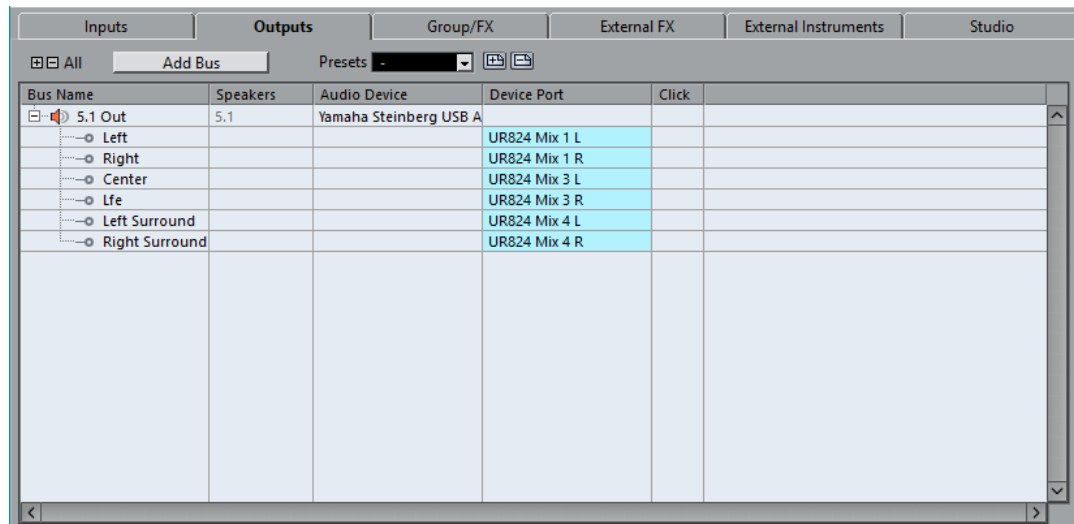 Inputs Outputs Group/FX External FX External Instruments Studio
All Add Bus Presets -
Bus Name Speakers Audio Device Device Port Click
5.1 Out 5.1 Yamaha Steinberg USB A
Left UR824 Mix 1 L
Right UR824 Mix 1 R
Center UR824 Mix 3 L
Lfe UR824 Mix 3 R
Left Surround UR824 Mix 4 L
Right Surround UR824 Mix 4 R